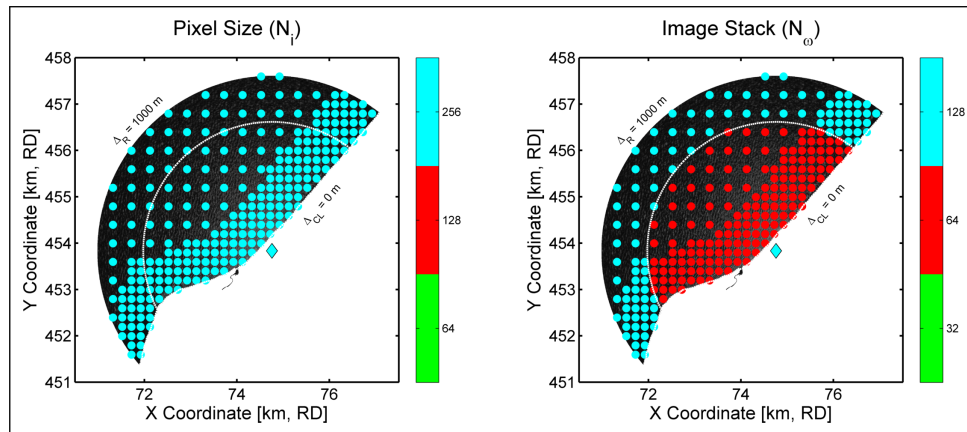 Pixel Size (N_i)
458
457
456
455
454
453
452
451
72
74
76
Y Coordinate [km, RD]
X Coordinate [km, RD]
Δ_R = 1000 m
Δ_CL = 0 m
256
128
64
Image Stack (N_ω)
458
457
456
455
454
453
452
451
72
74
76
Y Coordinate [km, RD]
X Coordinate [km, RD]
Δ_R = 1000 m
Δ_CL = 0 m
128
64
32